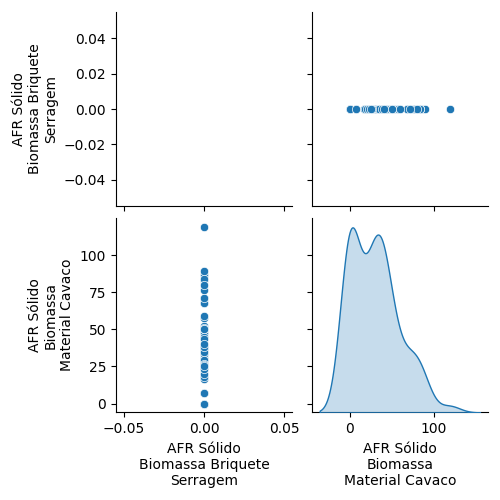 AFR Sólido
Biomassa Briquete
Serragem
0.04
0.02
0.00
−0.02
−0.04
AFR Sólido
Biomassa
Material Cavaco
100
75
50
25
0
−0.05
0.00
0.05
AFR Sólido
Biomassa Briquete
Serragem
0
100
AFR Sólido
Biomassa
Material Cavaco